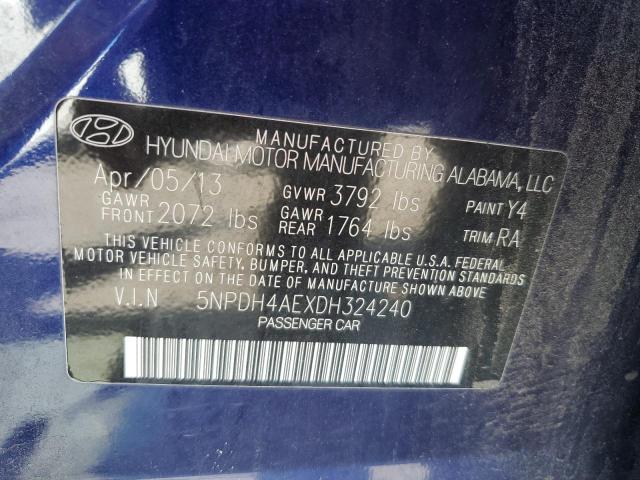 MANUFACTURED BY
HYUNDAI MOTOR MANUFACTURING ALABAMA, LLC
Apr/05/13 GVWR 3792 lbs PAINT Y4
GAWR FRONT 2072 lbs GAWR REAR 1764 lbs TRIM RA
THIS VEHICLE CONFORMS TO ALL APPLICABLE U.S.A. FEDERAL
MOTOR VEHICLE SAFETY, BUMPER, AND THEFT PREVENTION STANDARDS
IN EFFECT ON THE DATE OF MANUFACTURE SHOWN ABOVE
V.I.N 5NPDH4AEXDH324240
PASSENGER CAR